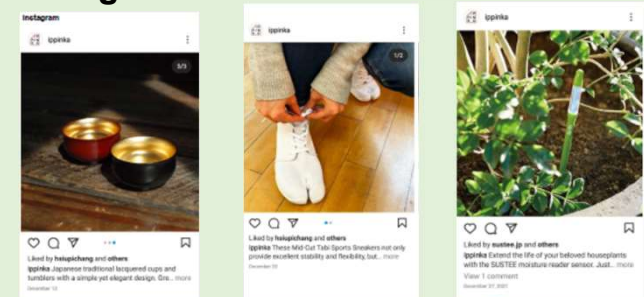 Instagram
ippinka
3/3
Liked by hsiupichang and others
ippinka Japanese traditional lacquered cups and
tumblers with a simple yet elegant design. Gre... more
December 12
ippinka
1/2
Liked by hsiupichang and others
ippinka These Mid-Cut Tabi Sports Sneakers not only
provide excellent stability and flexibility, but... more
ippinka
Liked by sustee.jp and others
ippinka Extend the life of your beloved houseplants
with the SUSTEE moisture reader sensor. Just... more
View 1 comment
December 27, 2021